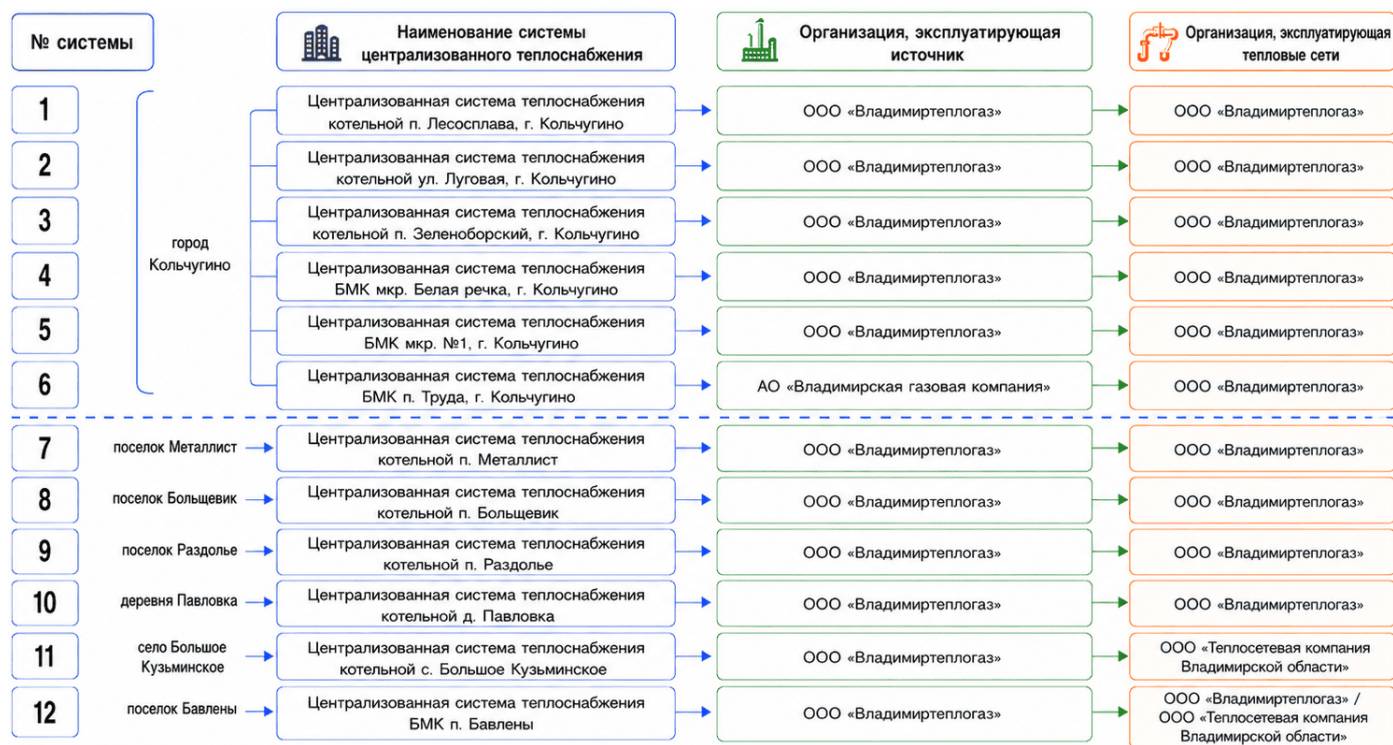 № системы
Наименование системы
централизованного теплоснабжения
Организация, эксплуатирующая
источник
Организация, эксплуатирующая
тепловые сети
город
Кольчугино
1
Централизованная система теплоснабжения
котельной п. Лесосплава, г. Кольчугино
ООО «Владимиртеплогаз»
ООО «Владимиртеплогаз»
2
Централизованная система теплоснабжения
котельной ул. Луговая, г. Кольчугино
ООО «Владимиртеплогаз»
ООО «Владимиртеплогаз»
3
Централизованная система теплоснабжения
котельной п. Зеленоборский, г. Кольчугино
ООО «Владимиртеплогаз»
ООО «Владимиртеплогаз»
4
Централизованная система теплоснабжения
БМК мкр. Белая речка, г. Кольчугино
ООО «Владимиртеплогаз»
ООО «Владимиртеплогаз»
5
Централизованная система теплоснабжения
БМК мкр. №1, г. Кольчугино
ООО «Владимиртеплогаз»
ООО «Владимиртеплогаз»
6
Централизованная система теплоснабжения
БМК п. Труда, г. Кольчугино
АО «Владимирская газовая компания»
ООО «Владимиртеплогаз»
7
поселок Металлист
Централизованная система теплоснабжения
котельной п. Металлист
ООО «Владимиртеплогаз»
ООО «Владимиртеплогаз»
8
поселок Больщевик
Централизованная система теплоснабжения
котельной п. Больщевик
ООО «Владимиртеплогаз»
ООО «Владимиртеплогаз»
9
поселок Раздолье
Централизованная система теплоснабжения
котельной п. Раздолье
ООО «Владимиртеплогаз»
ООО «Владимиртеплогаз»
10
деревня Павловка
Централизованная система теплоснабжения
котельной д. Павловка
ООО «Владимиртеплогаз»
ООО «Владимиртеплогаз»
11
село Большое
Кузьминское
Централизованная система теплоснабжения
котельной с. Большое Кузьминское
ООО «Владимиртеплогаз»
ООО «Теплосетевая компания
Владимирской области»
12
поселок Бавлены
Централизованная система теплоснабжения
БМК п. Бавлены
ООО «Владимиртеплогаз»
ООО «Владимиртеплогаз» /
ООО «Теплосетевая компания
Владимирской области»